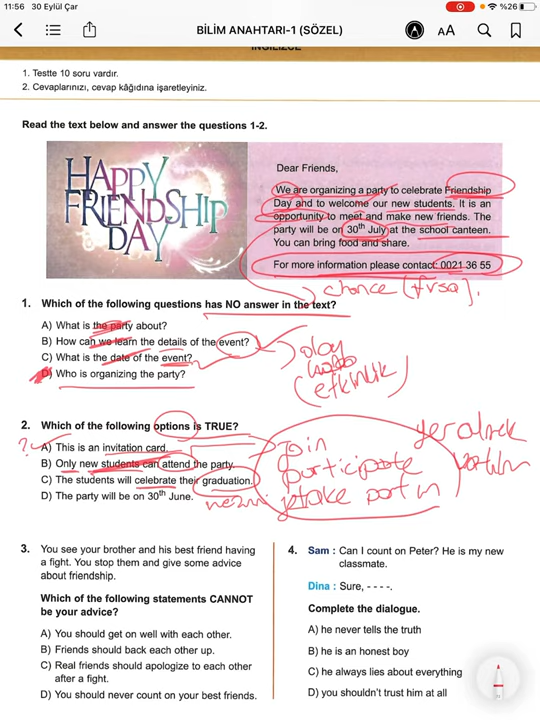 11:56 30 Eylül Çar
%26
BİLİM ANAHTARI-1 (SÖZEL)
A AA
İNGİLİZCE
1. Testte 10 soru vardır.
2. Cevaplarınızı, cevap kâğıdına işaretleyiniz.
Read the text below and answer the questions 1-2.
HAPPY
FRIENDSHIP
DAY
Dear Friends,
We are organizing a party to celebrate Friendship
Day and to welcome our new students. It is an
opportunity to meet and make new friends. The
party will be on 30th July at the school canteen.
You can bring food and share.
For more information please contact: 0021 36 55
chance (fırsa).
1. Which of the following questions has NO answer in the text?
A) What is the party about?
B) How can we learn the details of the event?
C) What is the date of the event?
D) Who is organizing the party?
olay
(etkinlik)
2. Which of the following options is TRUE?
?
A) This is an invitation card.
B) Only new students can attend the party.
C) The students will celebrate their graduation.
D) The party will be on 30th June.
join
participate
take part in
yer almak
3. You see your brother and his best friend having
a fight. You stop them and give some advice
about friendship.
Which of the following statements CANNOT
be your advice?
A) You should get on well with each other.
B) Friends should back each other up.
C) Real friends should apologize to each other
after a fight.
D) You should never count on your best friends.
4. Sam : Can I count on Peter? He is my new
classmate.
Dina : Sure, - - - -.
Complete the dialogue.
A) he never tells the truth
B) he is an honest boy
C) he always lies about everything
D) you shouldn't trust him at all